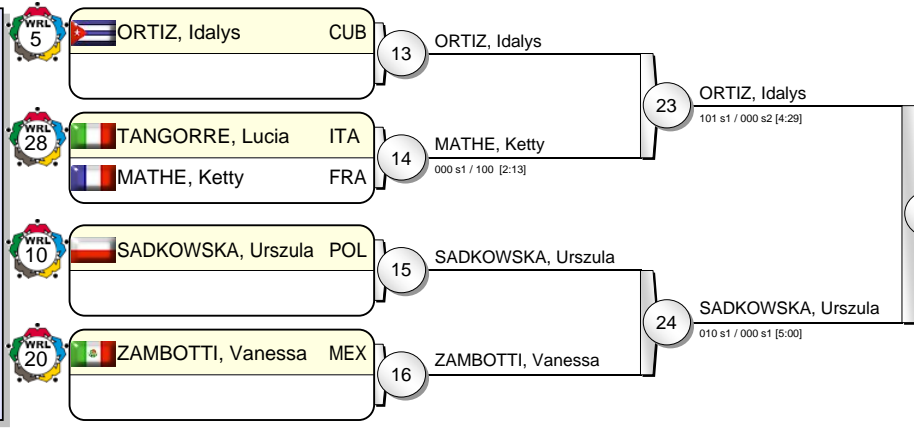 WRL
5
ORTIZ, Idalys CUB
13
ORTIZ, Idalys
WRL
28
TANGORRE, Lucia ITA
MATHE, Ketty FRA
14
MATHE, Ketty
000 s1 / 100 [2:13]
23
ORTIZ, Idalys
101 s1 / 000 s2 [4:29]
WRL
10
SADKOWSKA, Urszula POL
15
SADKOWSKA, Urszula
WRL
20
ZAMBOTTI, Vanessa MEX
16
ZAMBOTTI, Vanessa
24
SADKOWSKA, Urszula
010 s1 / 000 s1 [5:00]